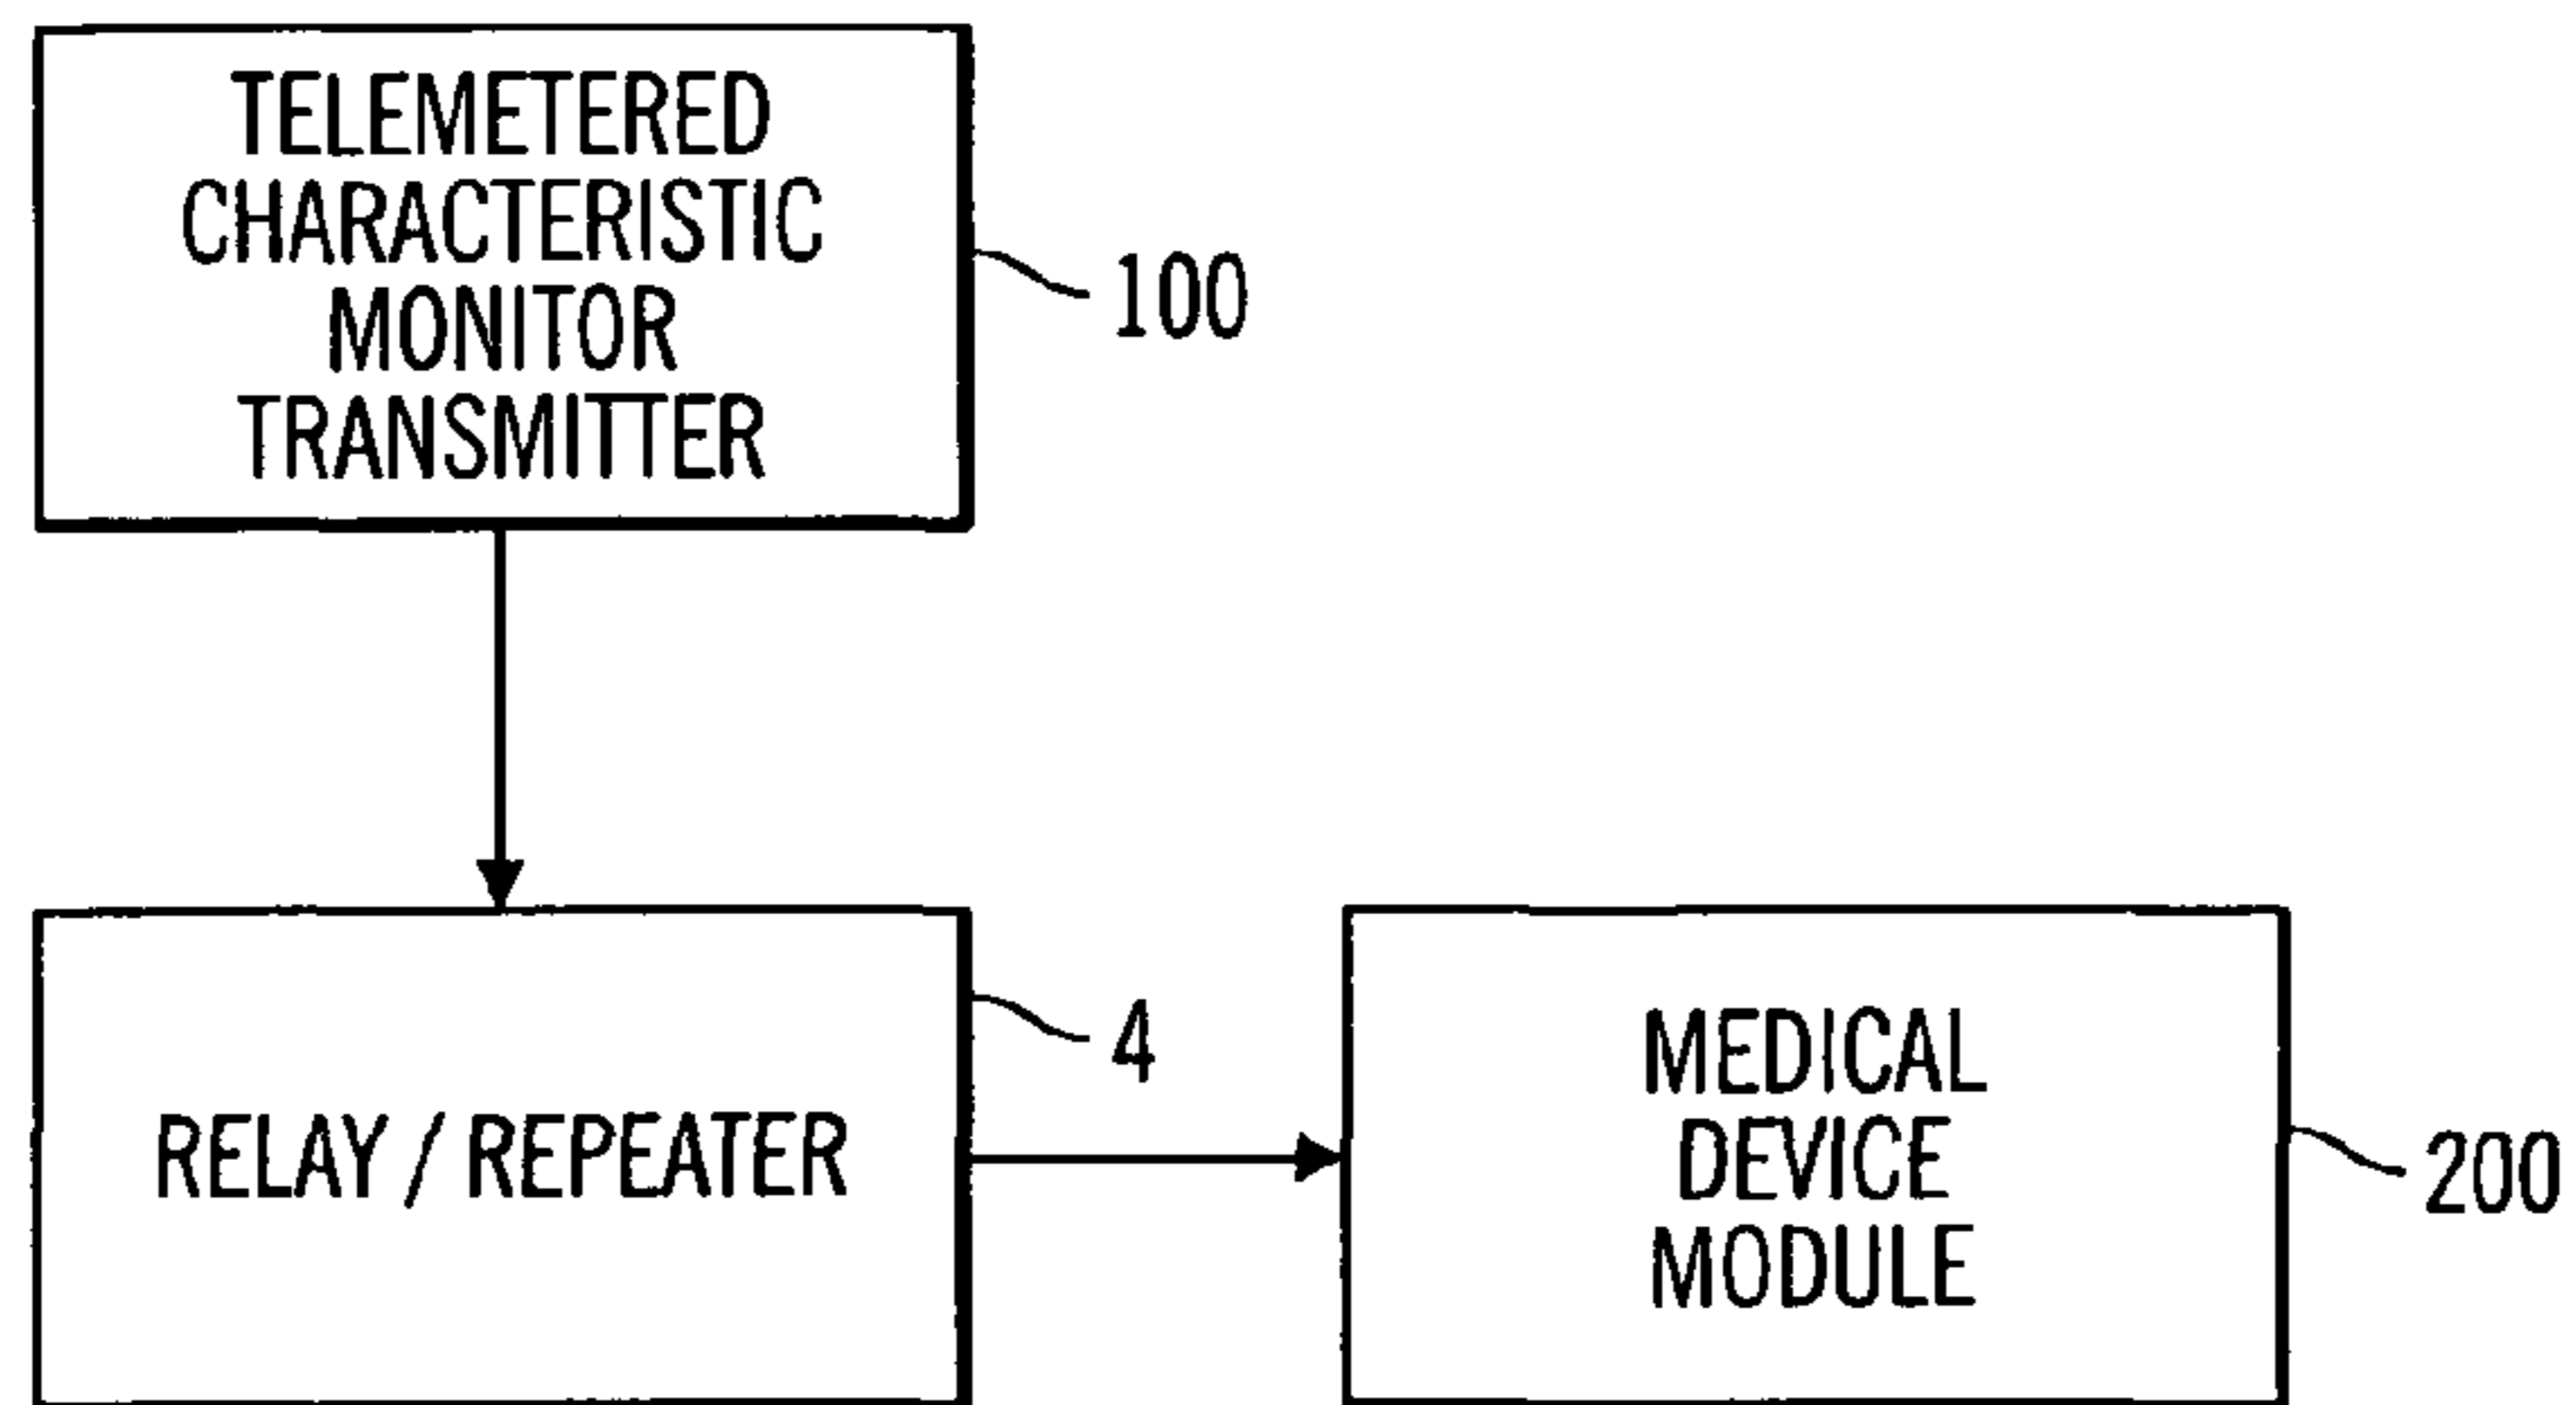 TELEMETERED
CHARACTERISTIC
MONITOR
TRANSMITTER
100
RELAY / REPEATER
4
MEDICAL
DEVICE
MODULE
200